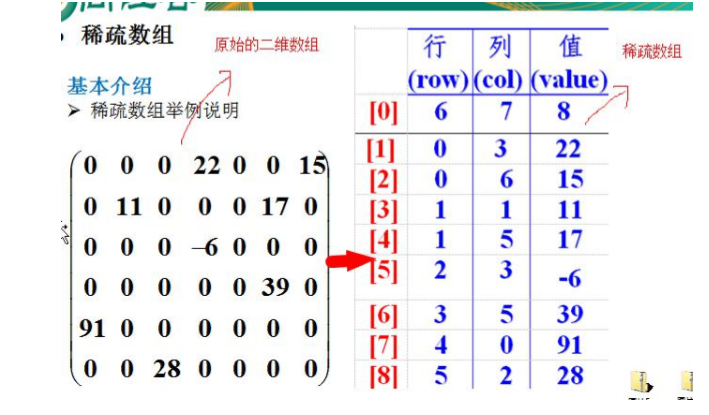 稀疏数组
原始的二维数组
基本介绍
➤ 稀疏数组举例说明
0 0 0 22 0 0 15
0 11 0 0 0 17 0
0 0 0 –6 0 0 0
0 0 0 0 0 39 0
91 0 0 0 0 0 0
0 0 28 0 0 0 0
行 列 值
(row) (col) (value)
稀疏数组
[0] 6 7 8
[1] 0 3 22
[2] 0 6 15
[3] 1 1 11
[4] 1 5 17
[5] 2 3 -6
[6] 3 5 39
[7] 4 0 91
[8] 5 2 28